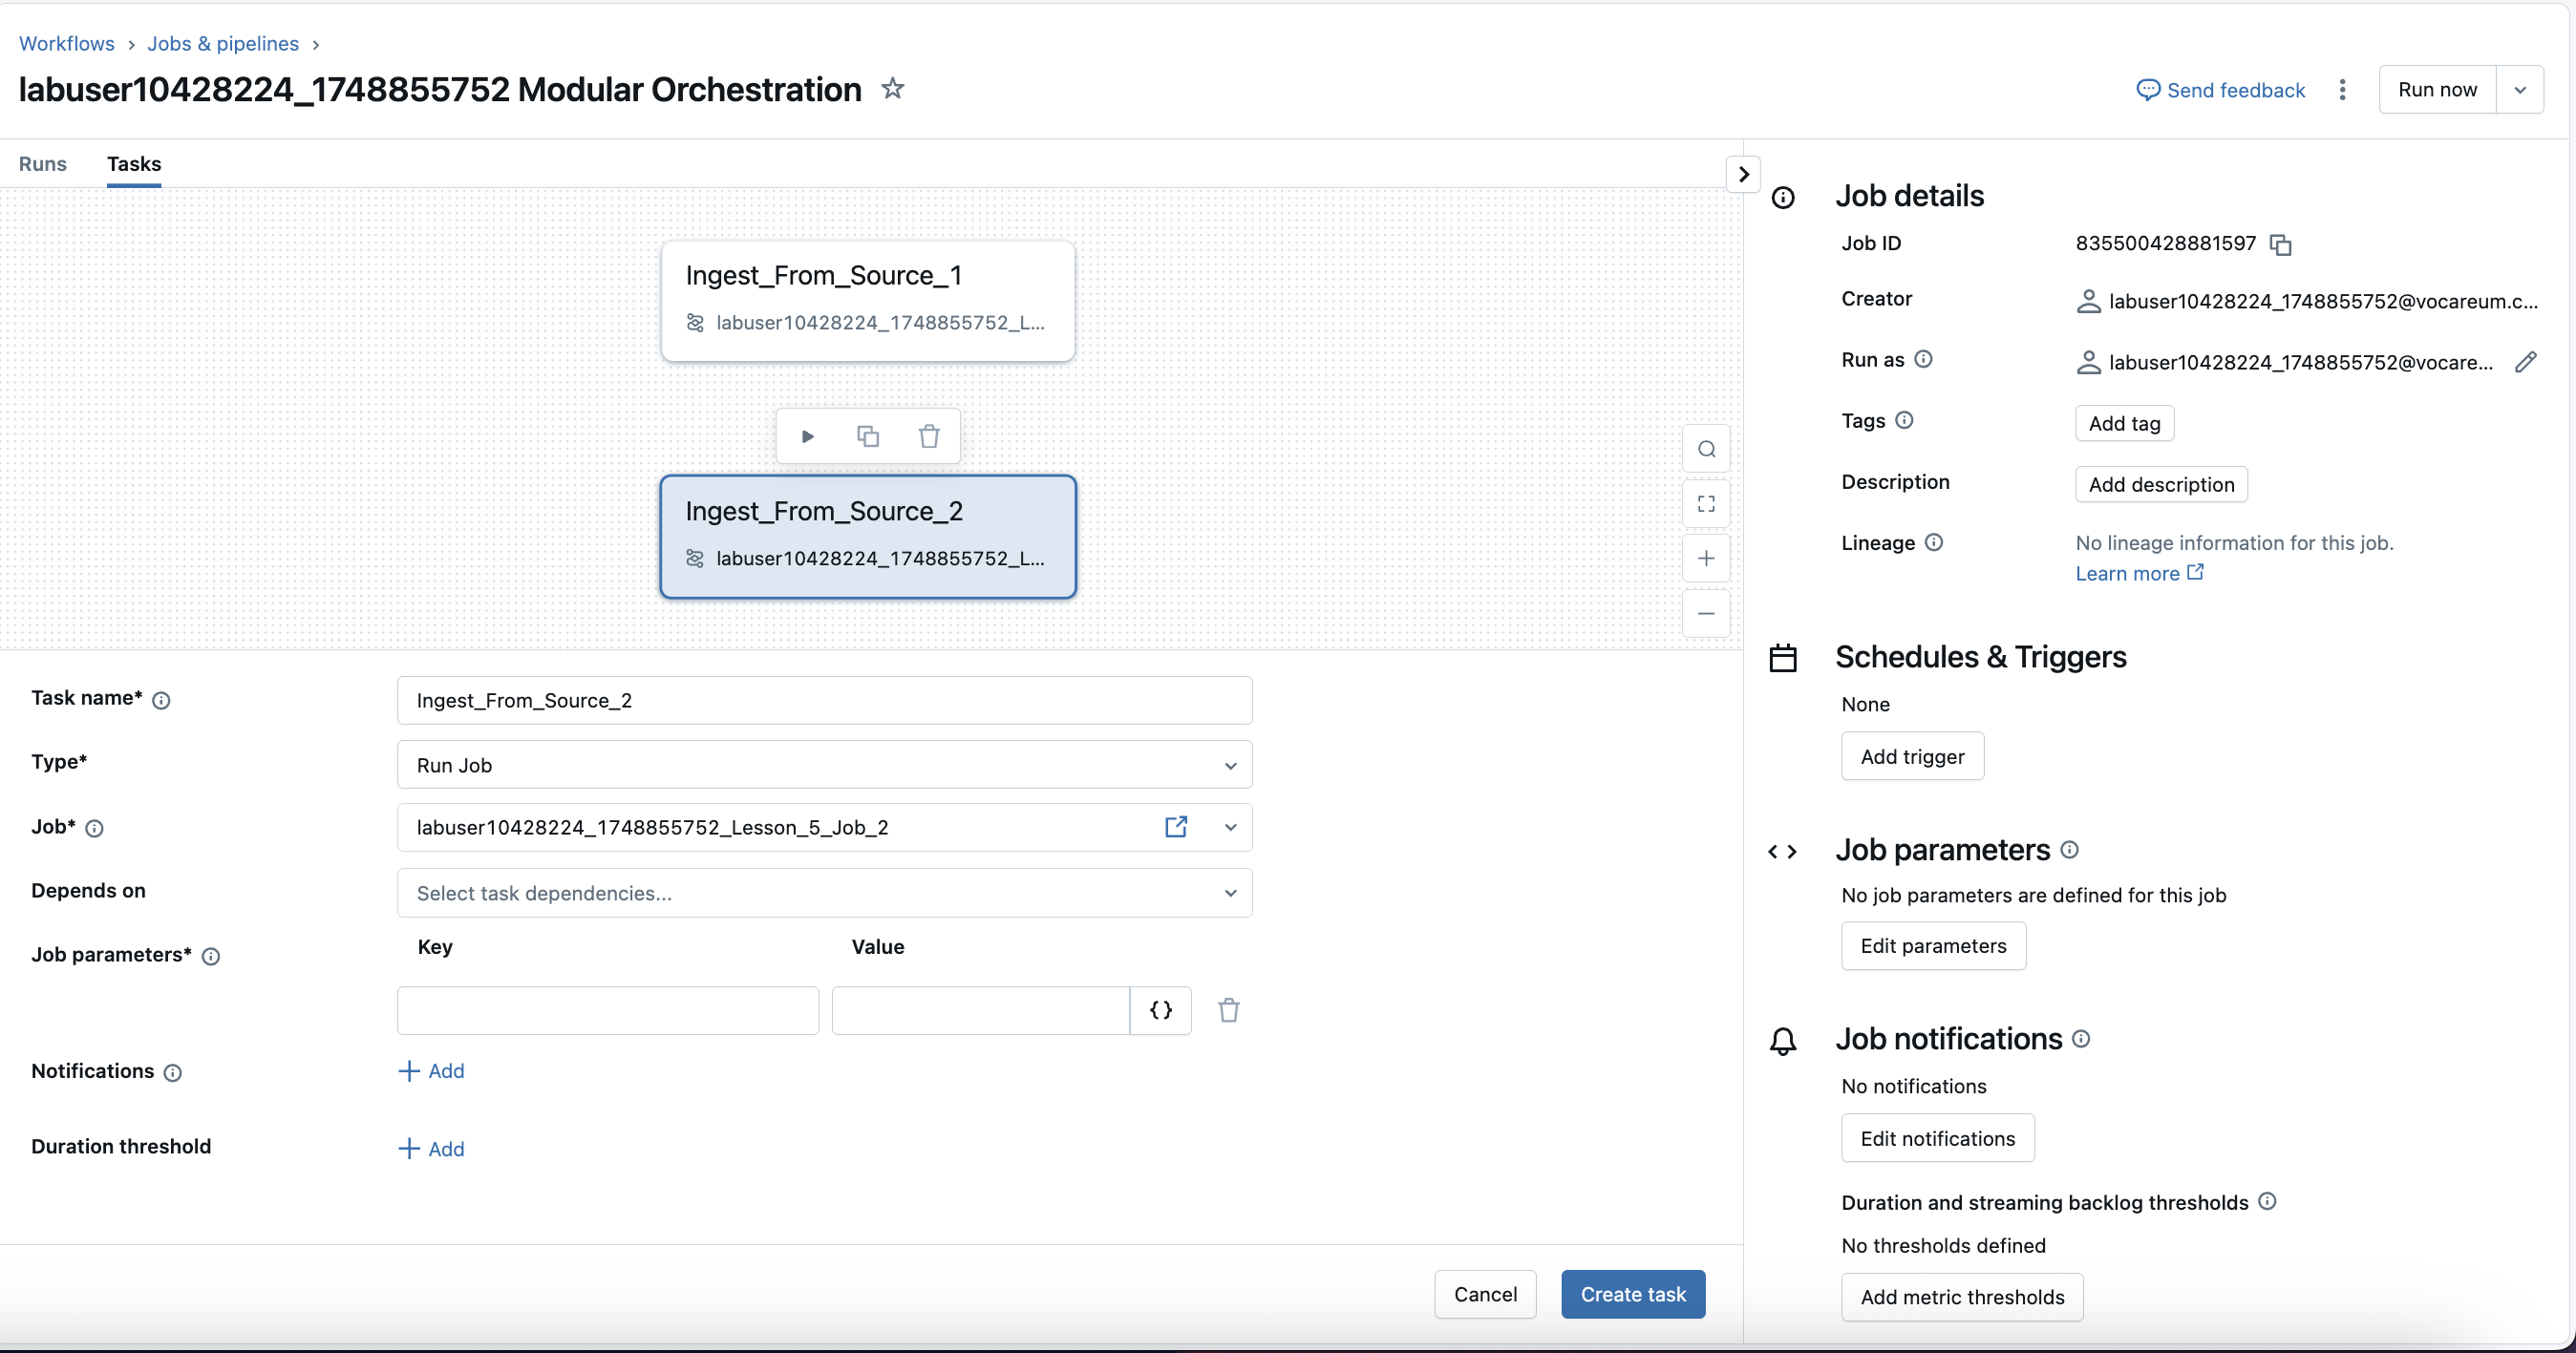 Workflows › Jobs & pipelines ›
labuser10428224_1748855752 Modular Orchestration
Send feedback
Run now
Runs
Tasks
Ingest_From_Source_1
labuser10428224_1748855752_L...
Ingest_From_Source_2
labuser10428224_1748855752_L...
Task name*
Ingest_From_Source_2
Type*
Run Job
Job*
labuser10428224_1748855752_Lesson_5_Job_2
Depends on
Select task dependencies...
Job parameters*
Key
Value
{}
Notifications
+ Add
Duration threshold
+ Add
Cancel
Create task
Job details
Job ID
835500428881597
Creator
labuser10428224_1748855752@vocareum.c...
Run as
labuser10428224_1748855752@vocare...
Tags
Add tag
Description
Add description
Lineage
No lineage information for this job.
Learn more
Schedules & Triggers
None
Add trigger
Job parameters
No job parameters are defined for this job
Edit parameters
Job notifications
No notifications
Edit notifications
Duration and streaming backlog thresholds
No thresholds defined
Add metric thresholds